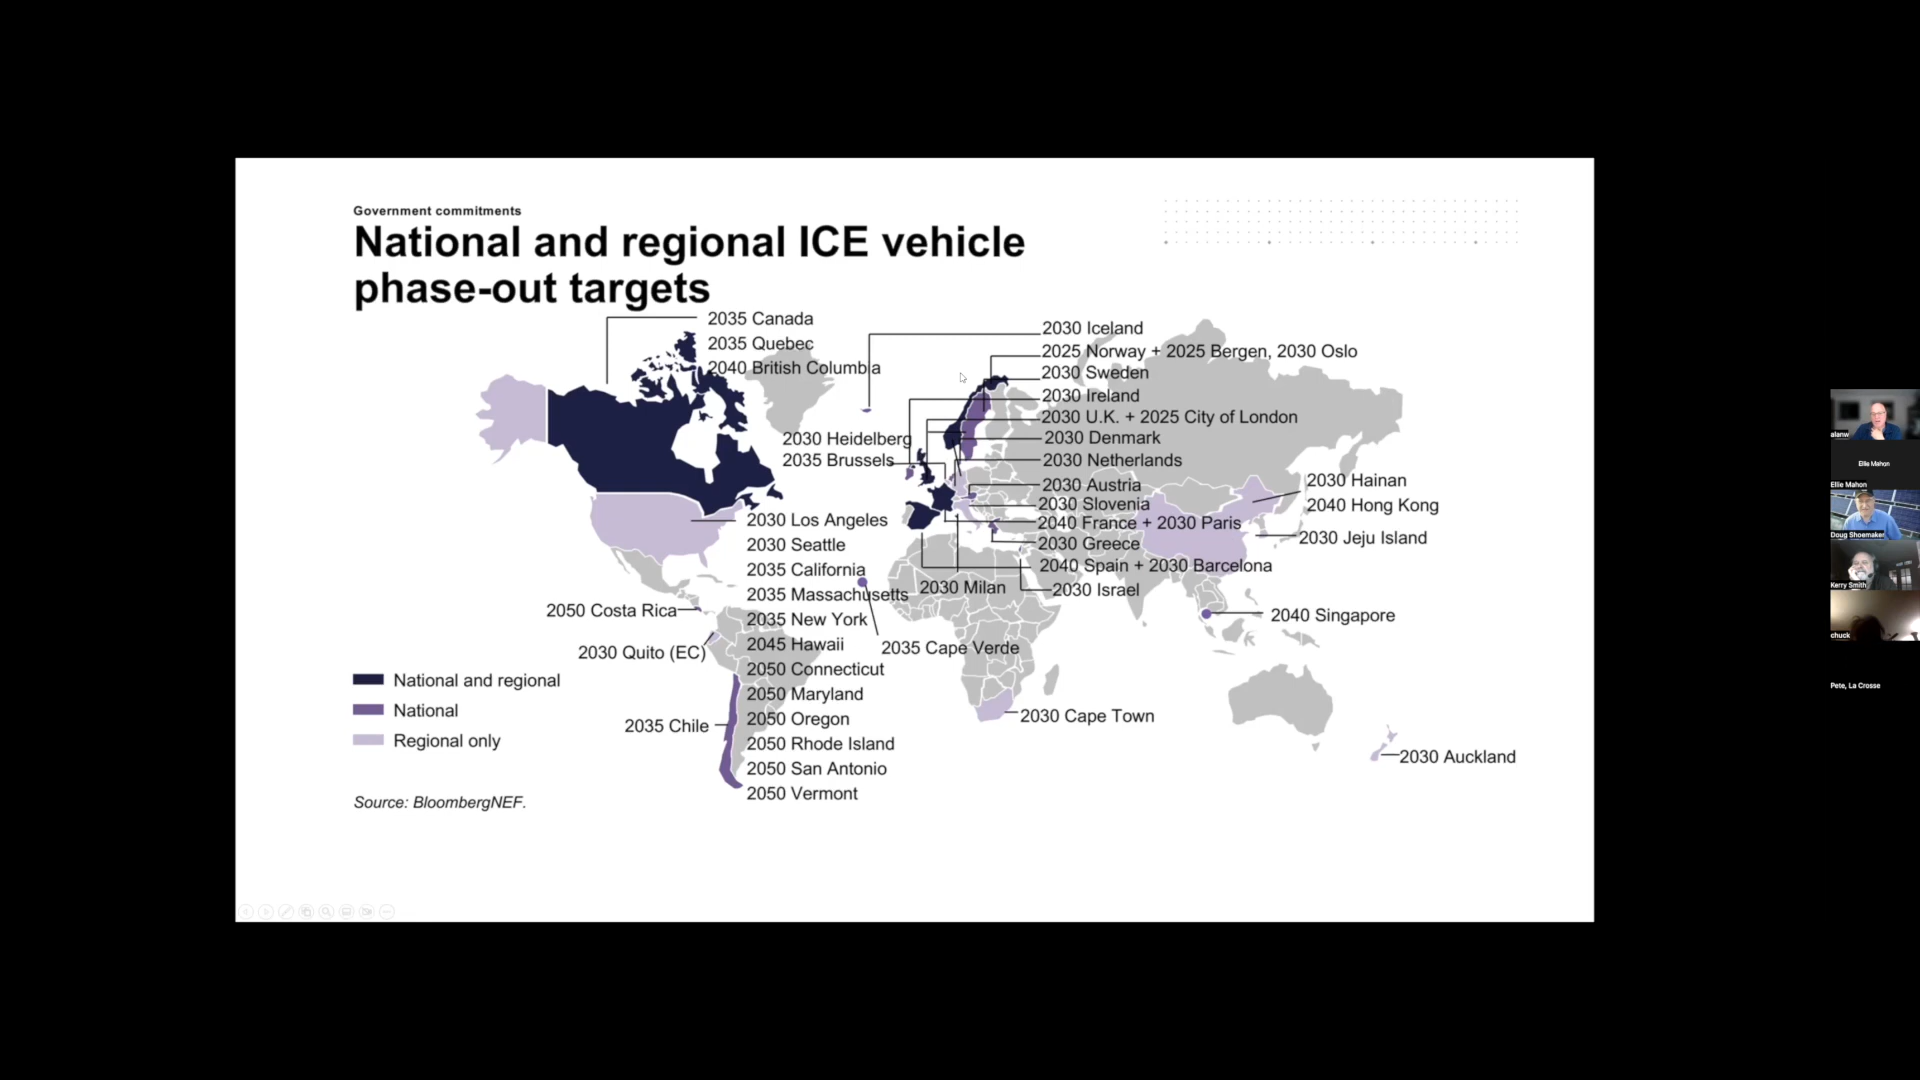 Government commitments
National and regional ICE vehicle
phase-out targets
2035 Canada
2035 Quebec
2040 British Columbia
2030 Iceland
2025 Norway + 2025 Bergen, 2030 Oslo
2030 Sweden
2030 Ireland
2030 U.K. + 2025 City of London
2030 Denmark
2030 Netherlands
2030 Austria
2030 Slovenia
2040 France + 2030 Paris
2030 Greece
2040 Spain + 2030 Barcelona
2030 Israel
2030 Heidelberg
2035 Brussels
2030 Milan
2030 Hainan
2040 Hong Kong
2030 Jeju Island
2040 Singapore
2030 Los Angeles
2030 Seattle
2035 California
2035 Massachusetts
2035 New York
2045 Hawaii
2050 Connecticut
2050 Maryland
2050 Oregon
2050 Rhode Island
2050 San Antonio
2050 Vermont
2050 Costa Rica
2030 Quito (EC)
2035 Chile
2035 Cape Verde
2030 Cape Town
2030 Auckland
National and regional
National
Regional only
Source: BloombergNEF.
alanw
Ellie Mahon
Ellie Mahon
Doug Shoemaker
Kerry Smith
chuck
Pete, La Crosse